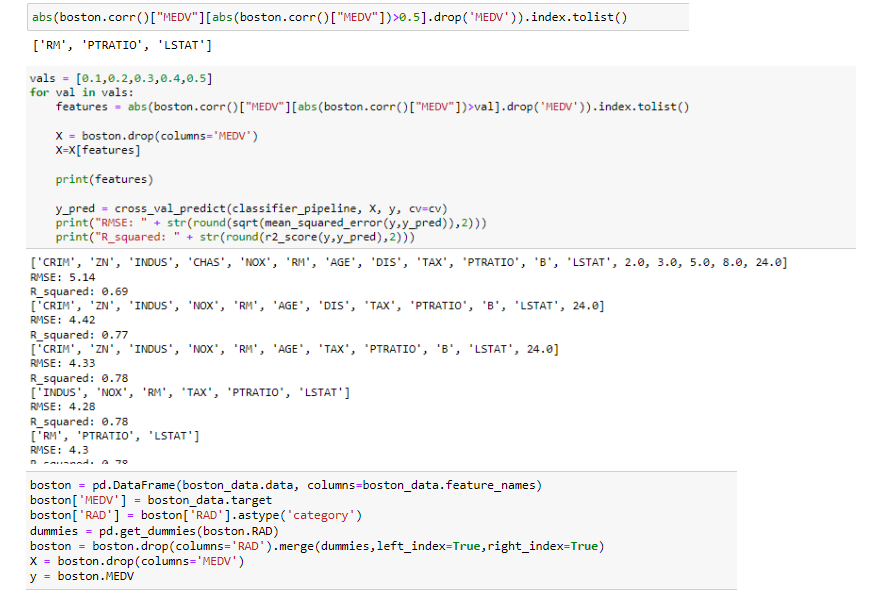 abs(boston.corr()["MEDV"][abs(boston.corr()["MEDV"])>0.5].drop('MEDV')).index.tolist()
['RM', 'PTRATIO', 'LSTAT']
vals = [0.1,0.2,0.3,0.4,0.5]
for val in vals:
    features = abs(boston.corr()["MEDV"][abs(boston.corr()["MEDV"])>val].drop('MEDV')).index.tolist()
    X = boston.drop(columns='MEDV')
    X=X[features]
    print(features)
    y_pred = cross_val_predict(classifier_pipeline, X, y, cv=cv)
    print("RMSE: " + str(round(sqrt(mean_squared_error(y,y_pred)),2)))
    print("R_squared: " + str(round(r2_score(y,y_pred),2)))
['CRIM', 'ZN', 'INDUS', 'CHAS', 'NOX', 'RM', 'AGE', 'DIS', 'TAX', 'PTRATIO', 'B', 'LSTAT', 2.0, 3.0, 5.0, 8.0, 24.0]
RMSE: 5.14
R_squared: 0.69
['CRIM', 'ZN', 'INDUS', 'NOX', 'RM', 'AGE', 'DIS', 'TAX', 'PTRATIO', 'B', 'LSTAT', 24.0]
RMSE: 4.42
R_squared: 0.77
['CRIM', 'ZN', 'INDUS', 'NOX', 'RM', 'AGE', 'TAX', 'PTRATIO', 'B', 'LSTAT', 24.0]
RMSE: 4.33
R_squared: 0.78
['INDUS', 'NOX', 'RM', 'TAX', 'PTRATIO', 'LSTAT']
RMSE: 4.28
R_squared: 0.78
['RM', 'PTRATIO', 'LSTAT']
RMSE: 4.3
R_squared: 0.78
boston = pd.DataFrame(boston_data.data, columns=boston_data.feature_names)
boston['MEDV'] = boston_data.target
boston['RAD'] = boston['RAD'].astype('category')
dummies = pd.get_dummies(boston.RAD)
boston = boston.drop(columns='RAD').merge(dummies,left_index=True,right_index=True)
X = boston.drop(columns='MEDV')
y = boston.MEDV